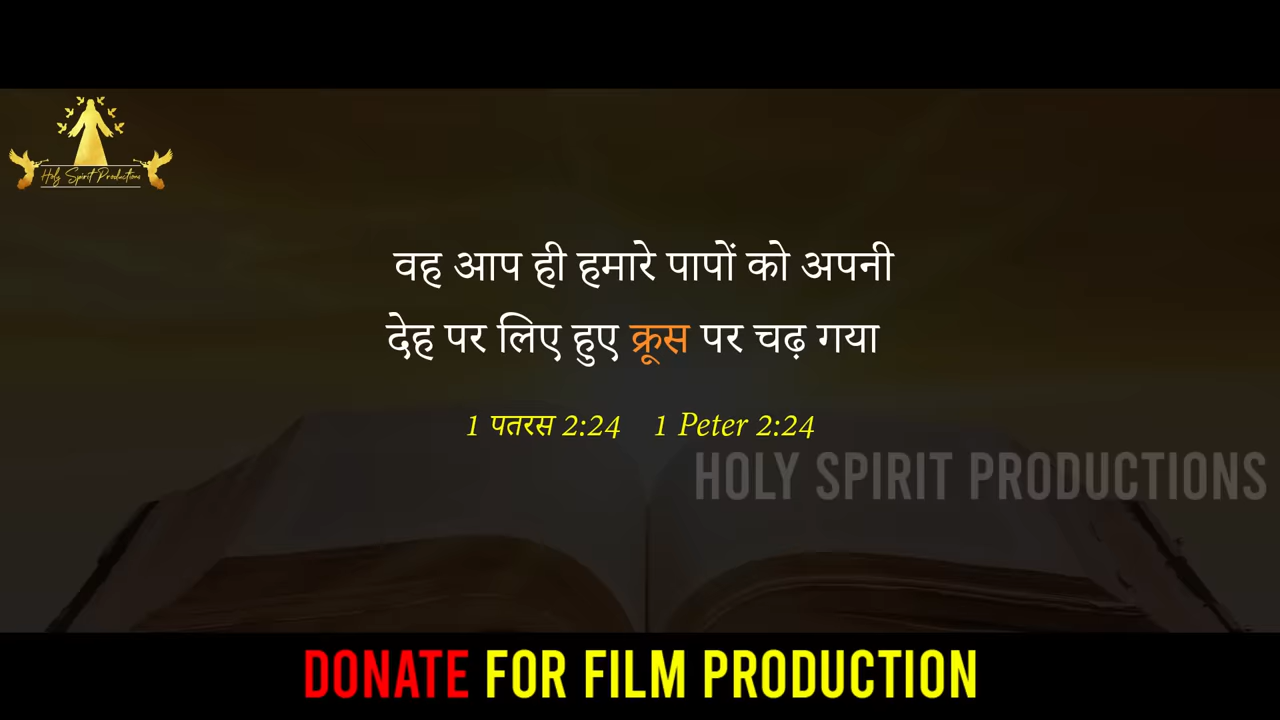 Holy Spirit Productions
वह आप ही हमारे पापों को अपनी
देह पर लिए हुए क्रूस पर चढ़ गया
1 पतरस 2:24 1 Peter 2:24
HOLY SPIRIT PRODUCTIONS
DONATE FOR FILM PRODUCTION